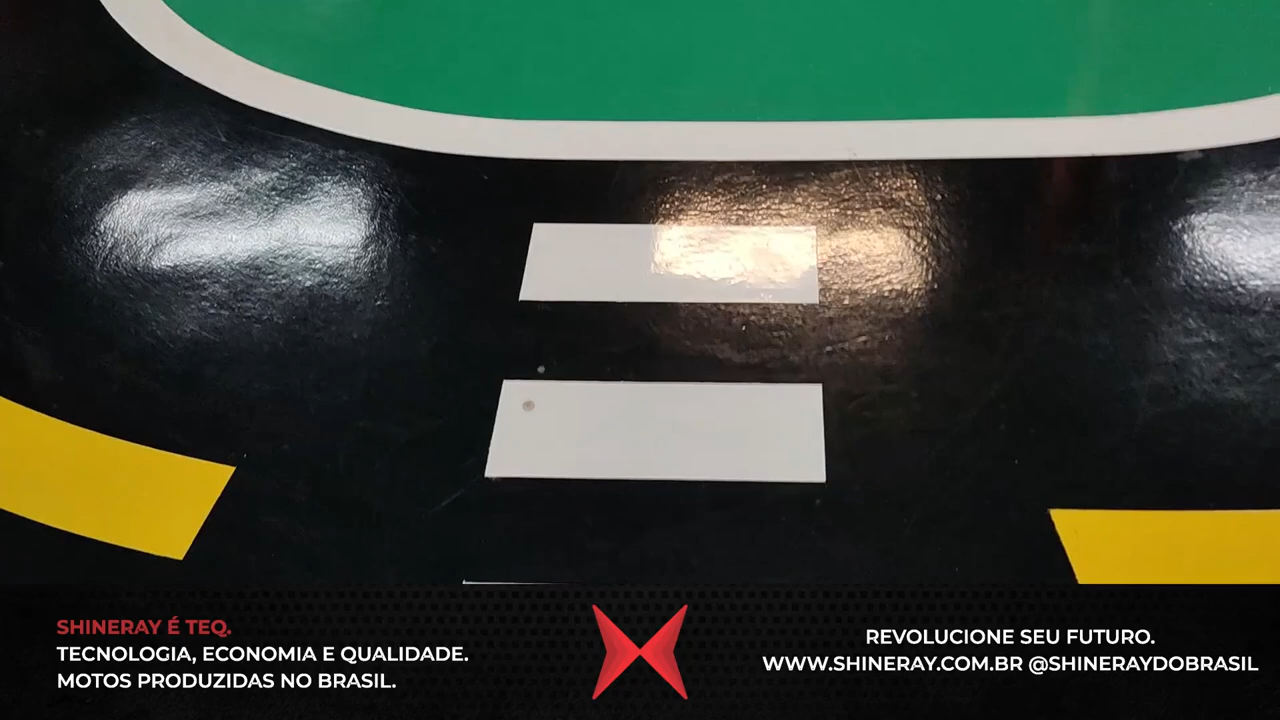 SHINERAY É TEQ.
TECNOLOGIA, ECONOMIA E QUALIDADE.
MOTOS PRODUZIDAS NO BRASIL.
REVOLUCIONE SEU FUTURO.
WWW.SHINERAY.COM.BR @SHINERAYDOBRASIL